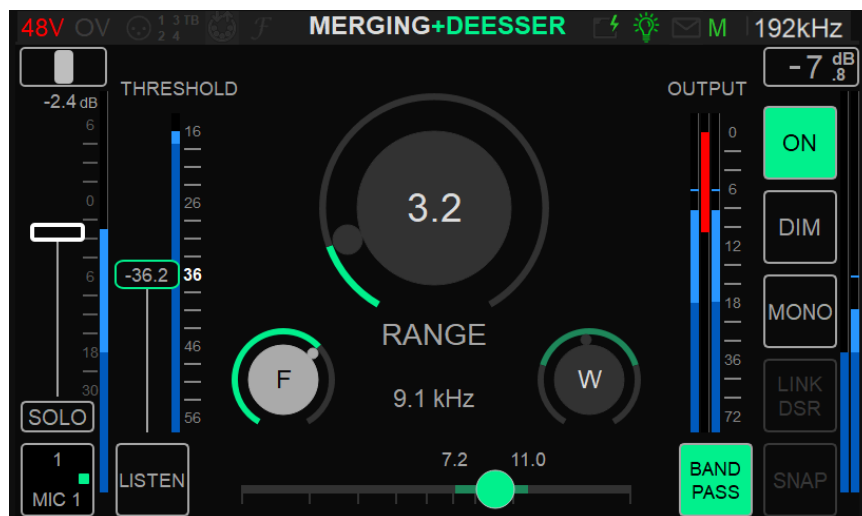 48V OV 1 3 TB 2 4 F MERGING+DEESSER M 192kHz
-2.4 dB
THRESHOLD
OUTPUT
-7 dB .8
6
0
6
18
30
16
26
-36.2 36
46
56
3.2
RANGE
F
9.1 kHz
W
0
6
12
18
36
72
ON
DIM
MONO
LINK
DSR
SNAP
SOLO
1
MIC 1
LISTEN
7.2 11.0
BAND
PASS